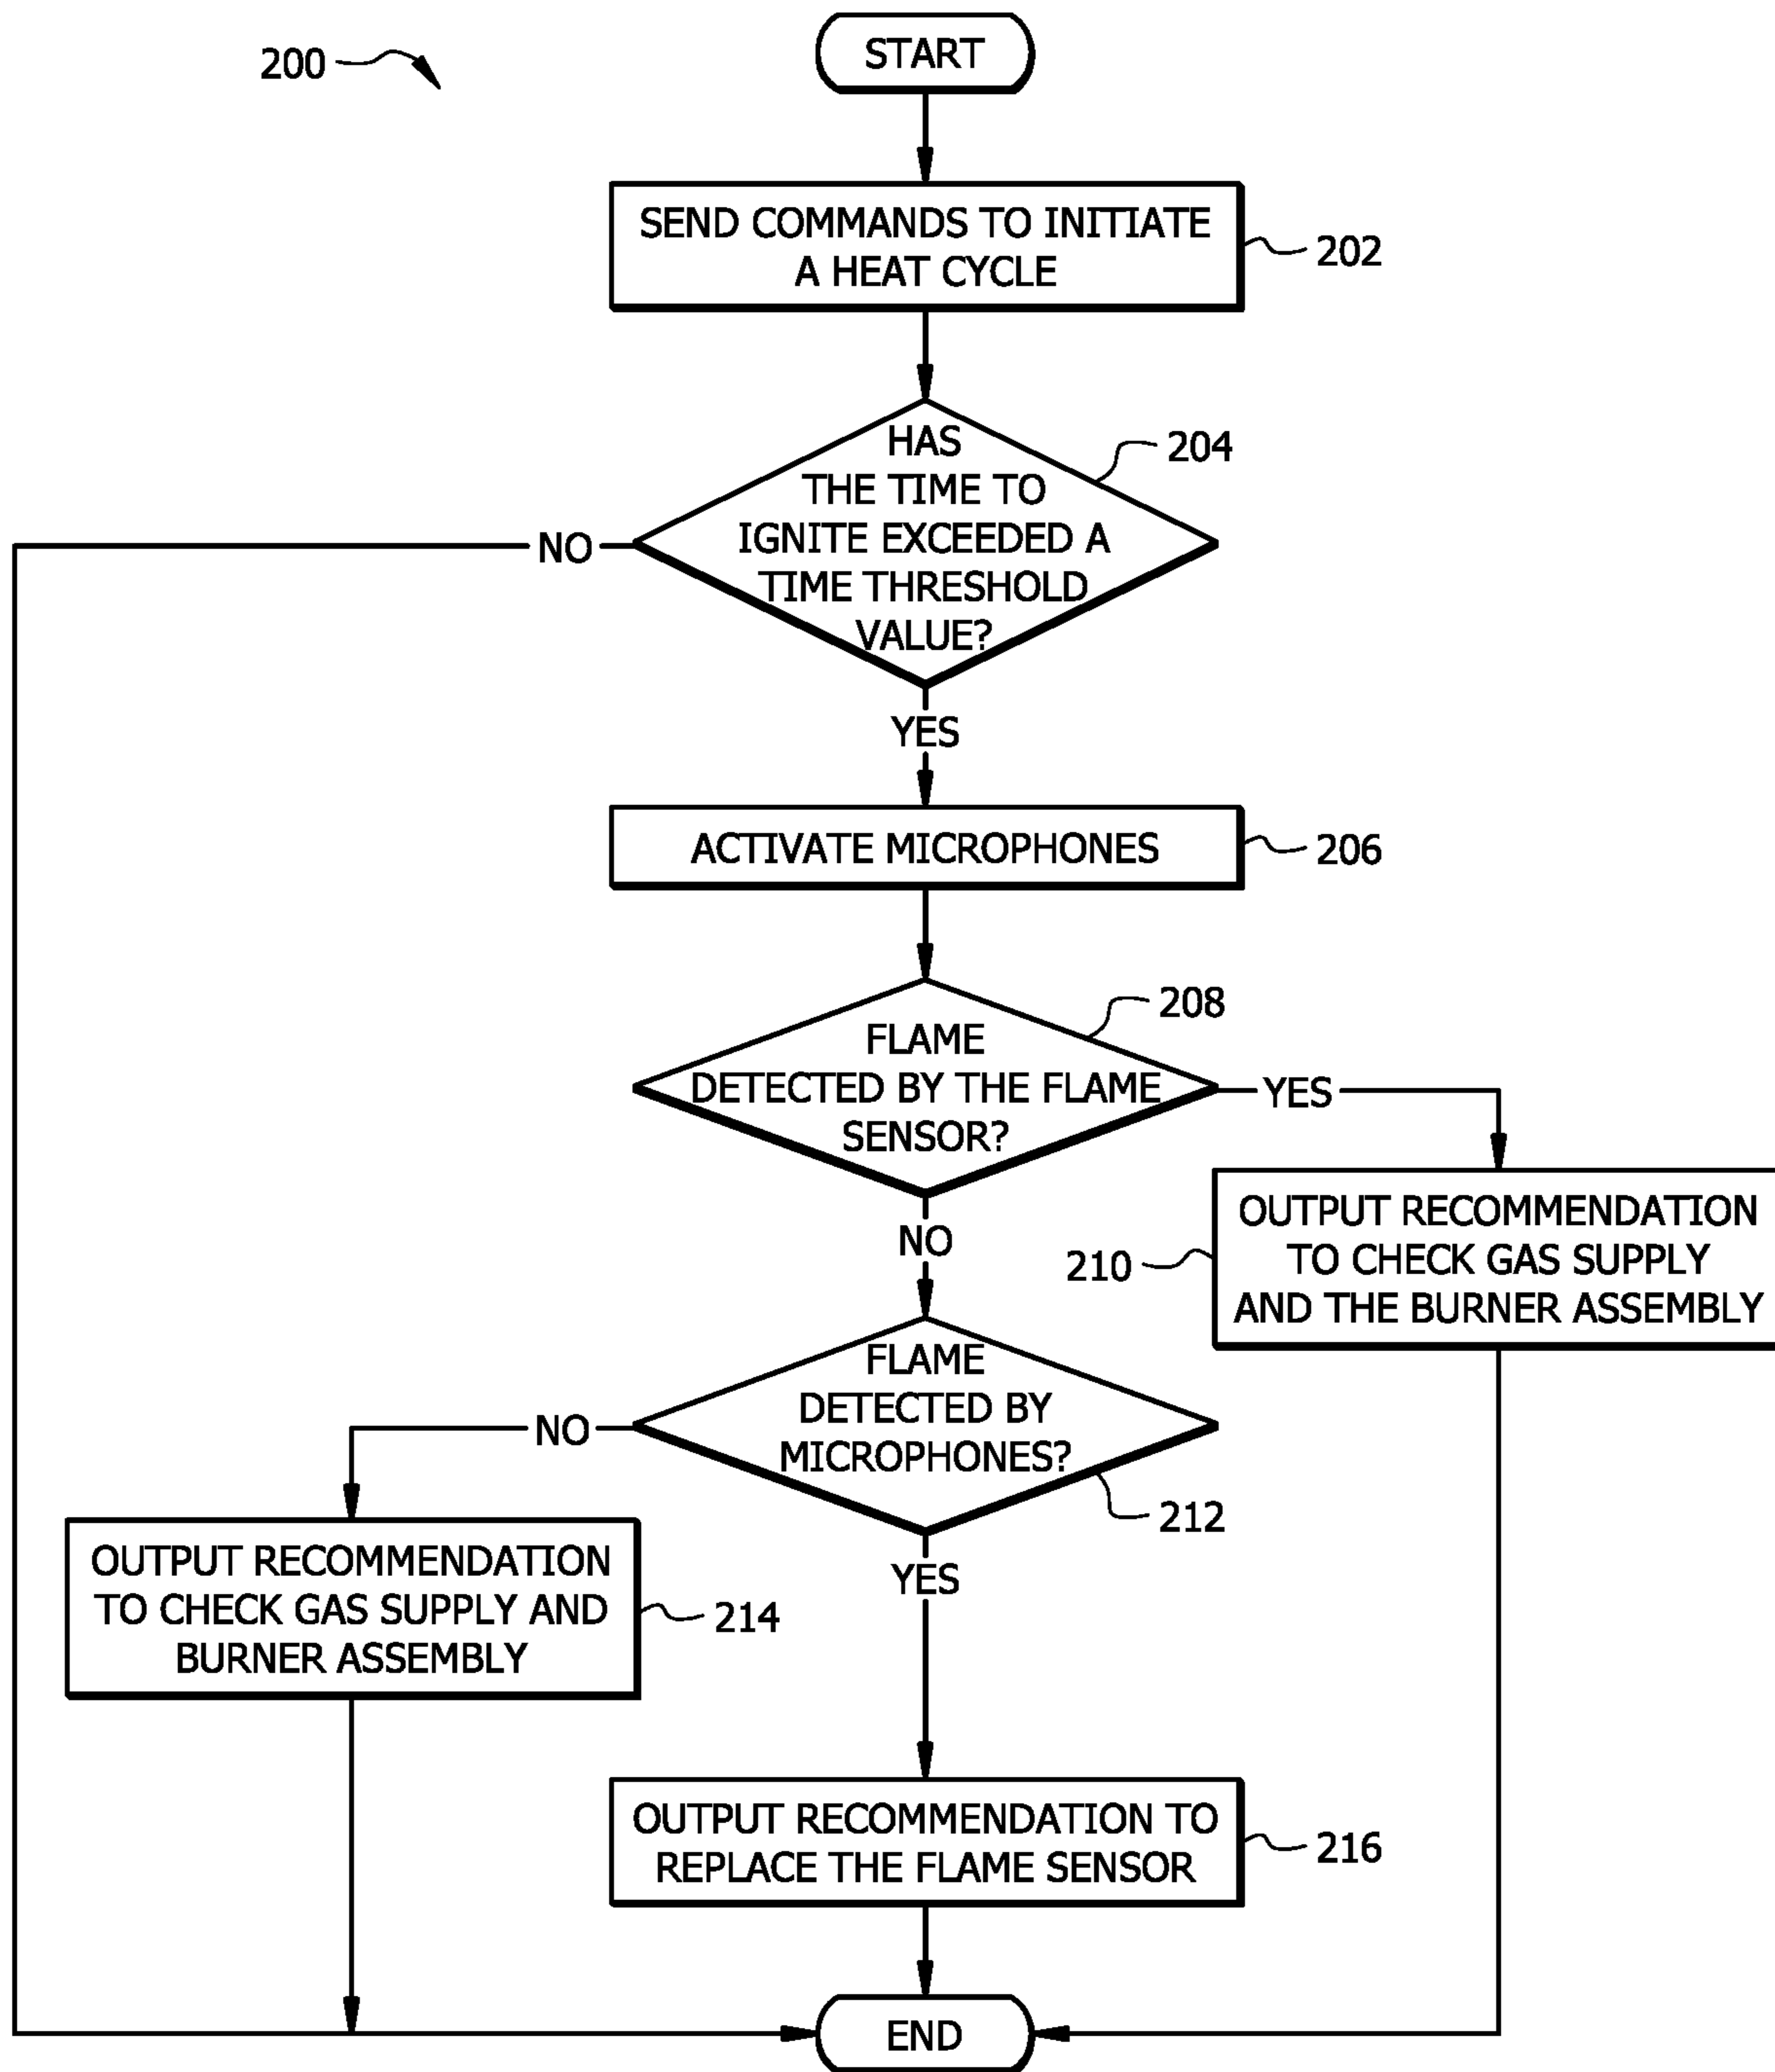 200
START
SEND COMMANDS TO INITIATE
A HEAT CYCLE
202
HAS
THE TIME TO
IGNITE EXCEEDED A
TIME THRESHOLD
VALUE?
204
NO
YES
ACTIVATE MICROPHONES
206
FLAME
DETECTED BY THE FLAME
SENSOR?
208
YES
NO
OUTPUT RECOMMENDATION
TO CHECK GAS SUPPLY
AND THE BURNER ASSEMBLY
210
FLAME
DETECTED BY
MICROPHONES?
212
NO
YES
OUTPUT RECOMMENDATION
TO CHECK GAS SUPPLY AND
BURNER ASSEMBLY
214
OUTPUT RECOMMENDATION TO
REPLACE THE FLAME SENSOR
216
END